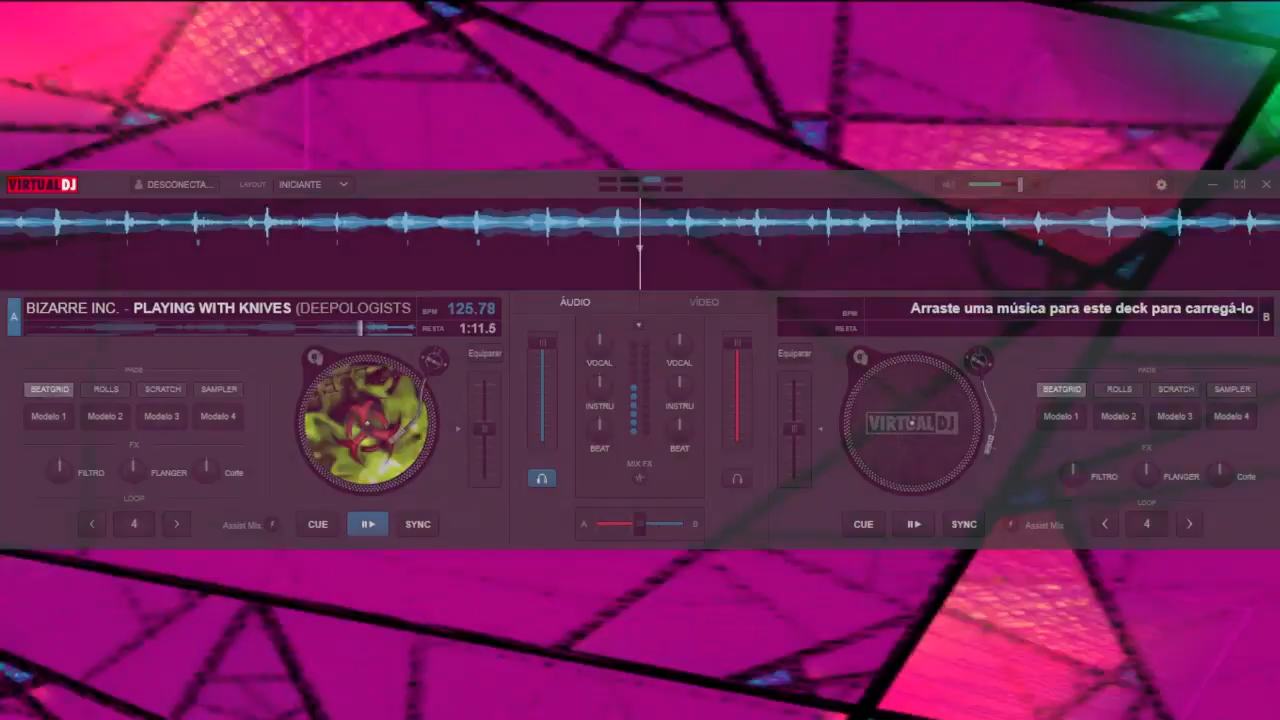 VIRTUALDJ DESCONECTA... LAYOUT INICIANTE
A BIZARRE INC. - PLAYING WITH KNIVES (DEEPOLOGISTS BPM 125.78
RESTA 1:11.5
ÁUDIO VÍDEO
BPM Arraste uma música para este deck para carregá-lo B
RESTA
PADS
BEATGRID ROLLS SCRATCH SAMPLER
Modelo 1 Modelo 2 Modelo 3 Modelo 4
FX
FILTRO FLANGER Corte
LOOP
4 Assist Mix CUE SYNC
Equiparar
VOCAL VOCAL
INSTRU INSTRU
BEAT BEAT
MIX FX
A B
Equiparar
VIRTUALDJ
PADS
BEATGRID ROLLS SCRATCH SAMPLER
Modelo 1 Modelo 2 Modelo 3 Modelo 4
FX
FILTRO FLANGER Corte
LOOP
CUE SYNC Assist Mix 4